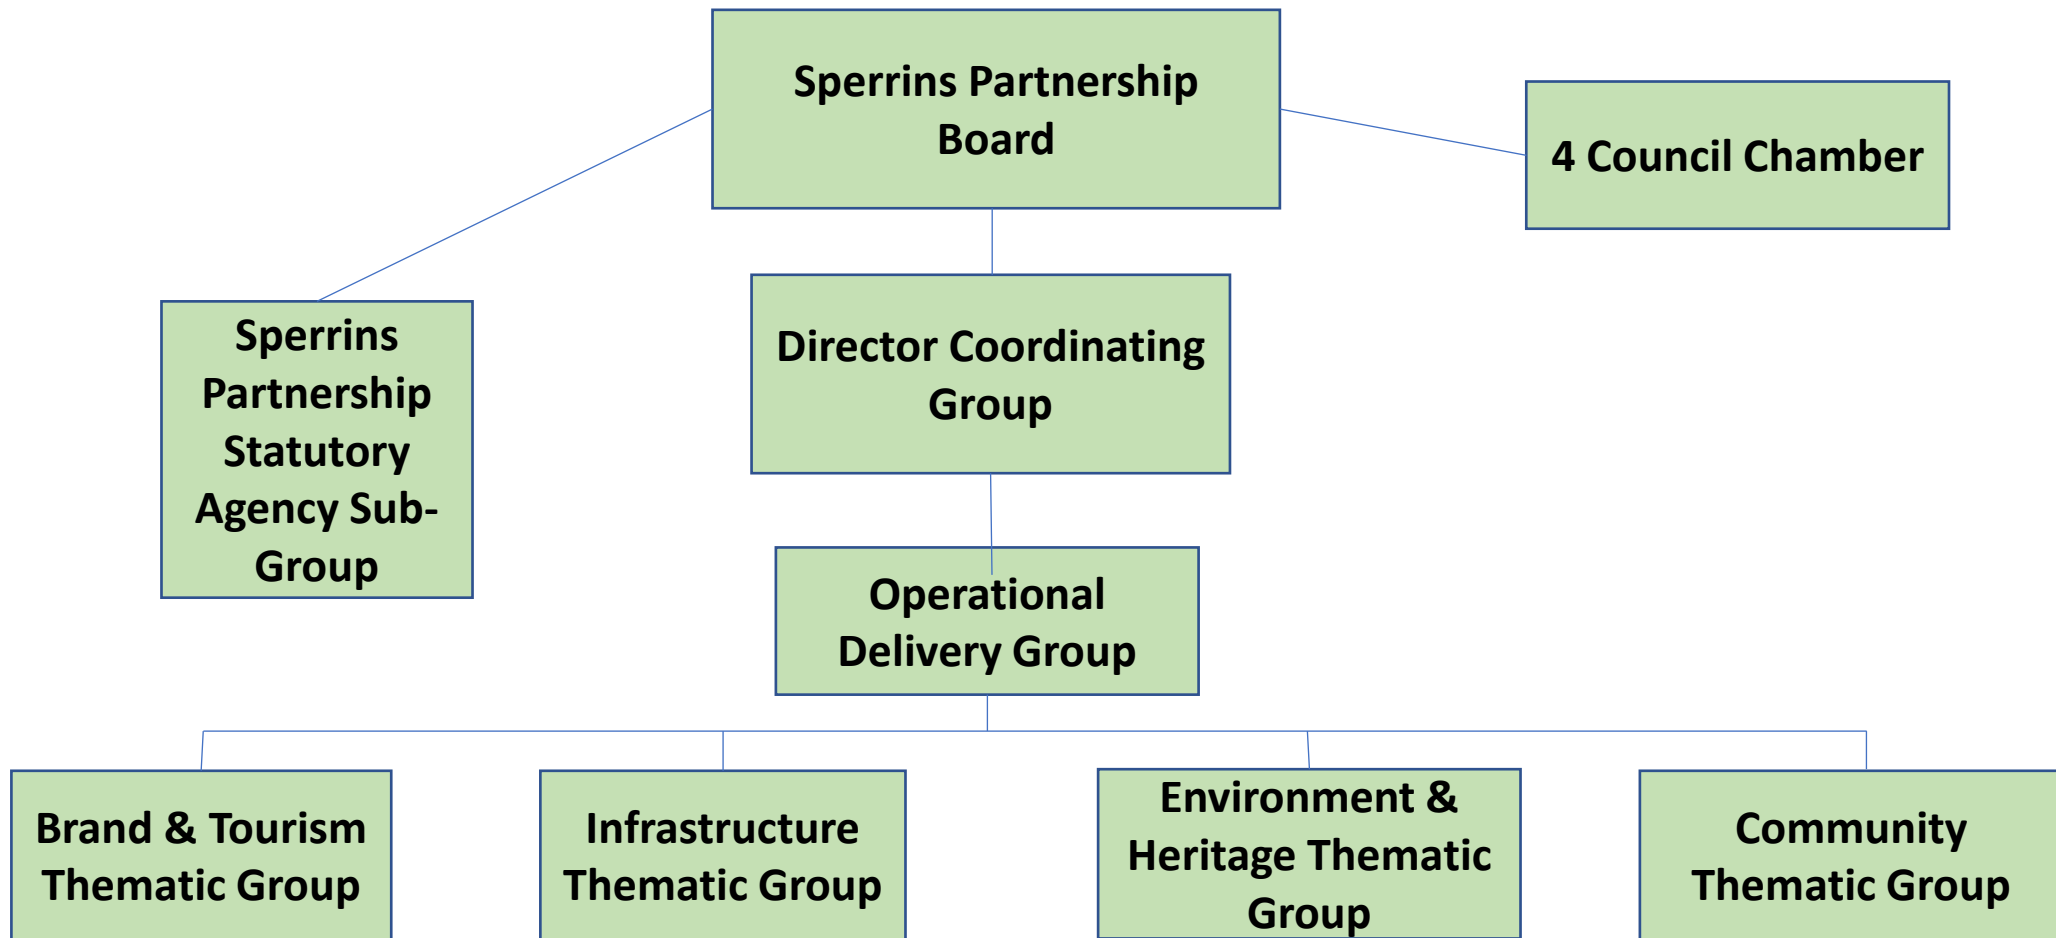 Sperrins Partnership
Board
4 Council Chamber
Sperrins
Partnership
Statutory
Agency Sub-
Group
Director Coordinating
Group
Operational
Delivery Group
Brand & Tourism
Thematic Group
Infrastructure
Thematic Group
Environment &
Heritage Thematic
Group
Community
Thematic Group